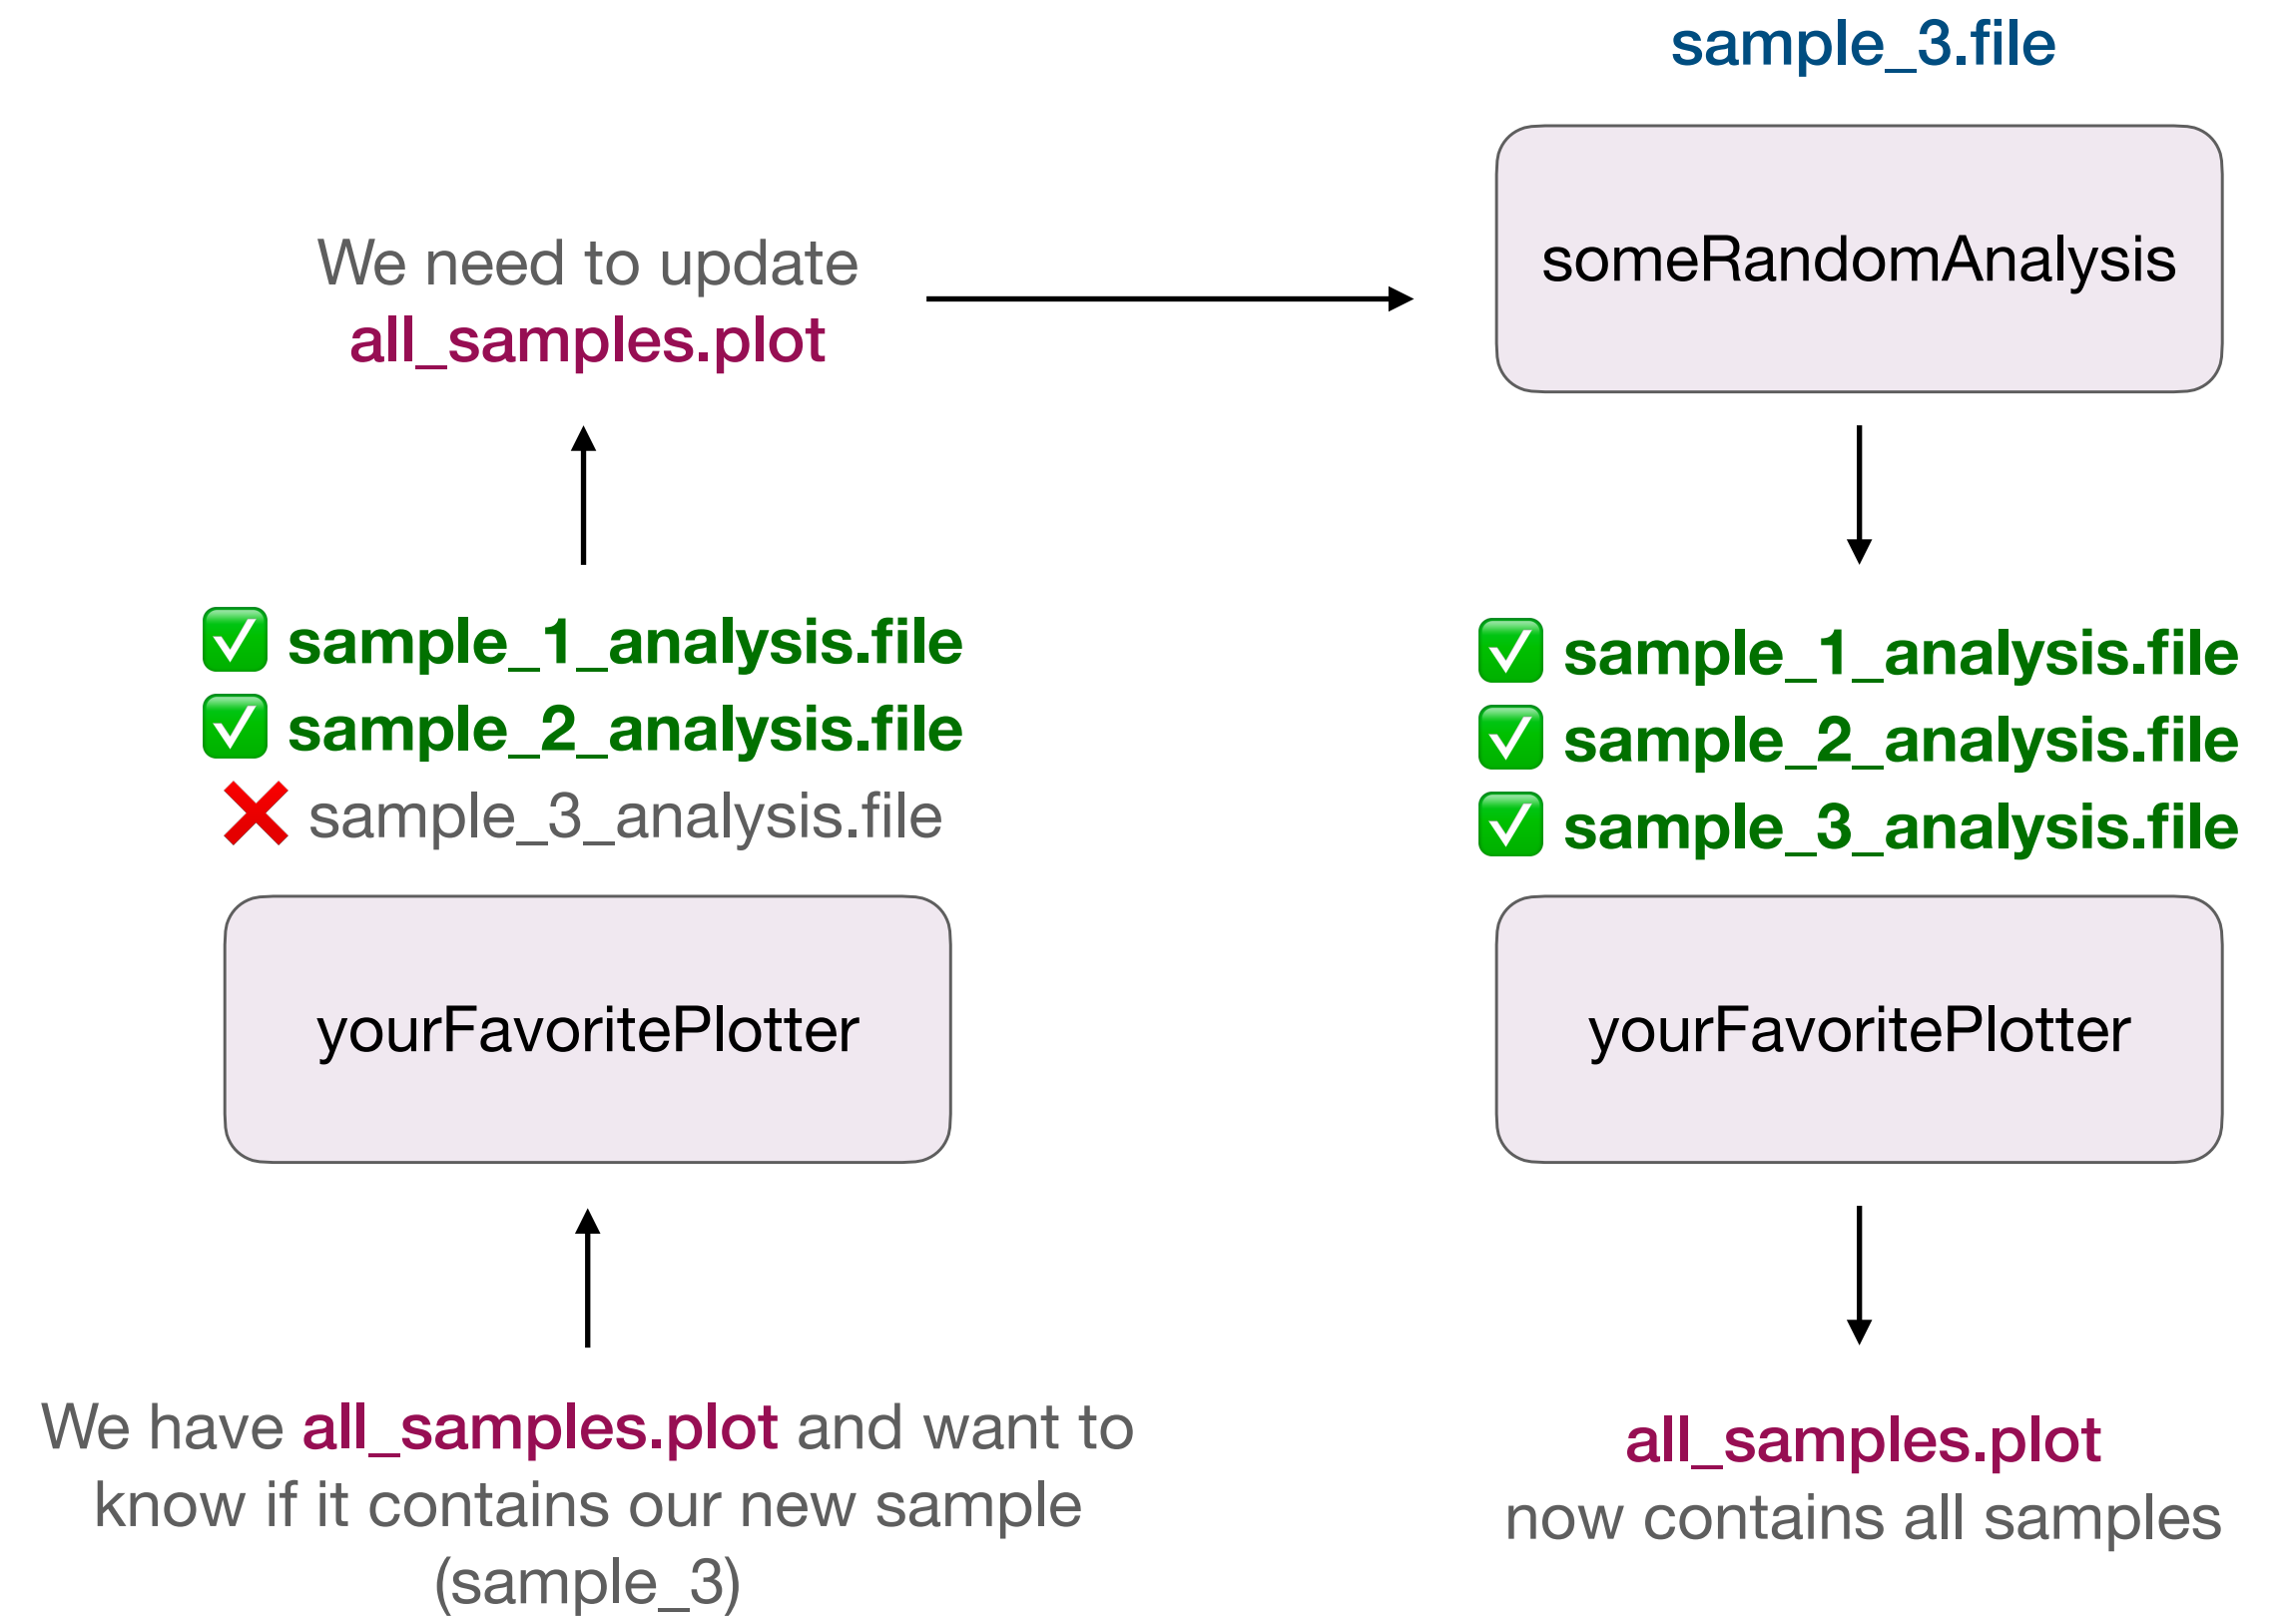 sample_3.file
someRandomAnalysis
We need to update
all_samples.plot
sample_1_analysis.file
sample_2_analysis.file
sample_3_analysis.file
yourFavoritePlotter
We have all_samples.plot and want to
know if it contains our new sample
(sample_3)
sample_1_analysis.file
sample_2_analysis.file
sample_3_analysis.file
yourFavoritePlotter
all_samples.plot
now contains all samples